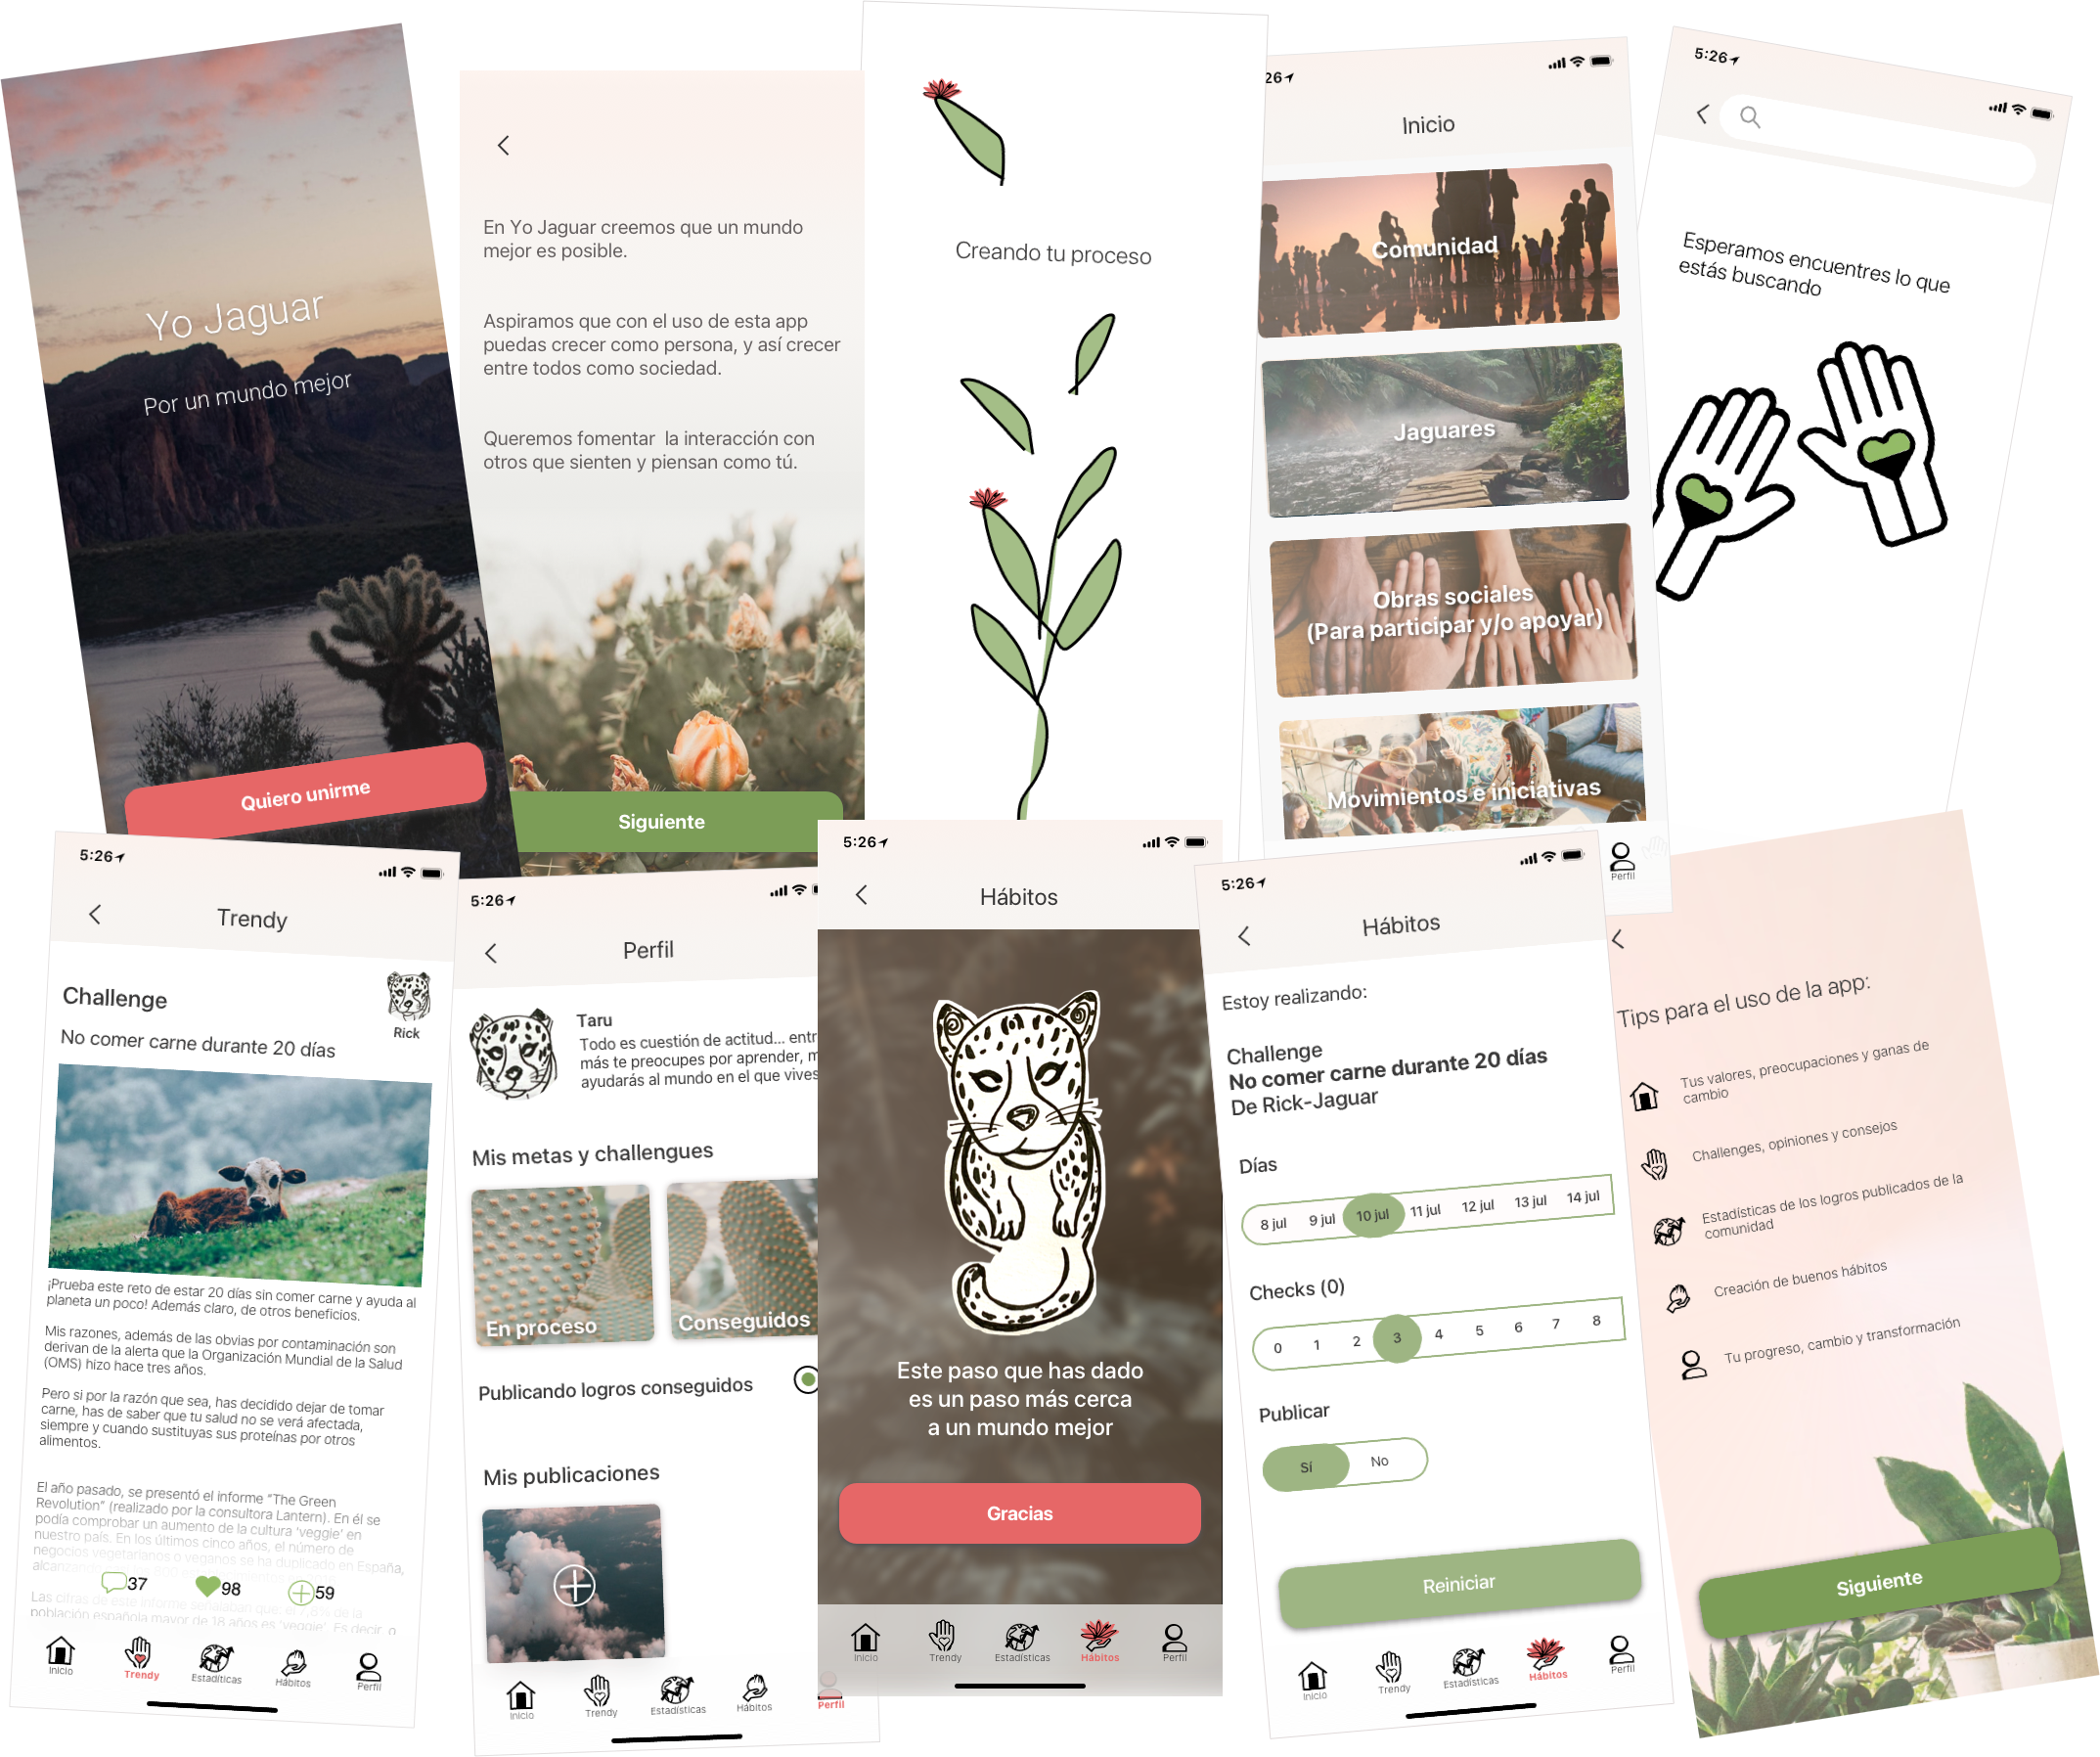 Yo Jaguar
Por un mundo mejor
Quiero unirme
En Yo Jaguar creemos que un mundo
mejor es posible.
Aspiramos que con el uso de esta app
puedas crecer como persona, y así crecer
entre todos como sociedad.
Queremos fomentar la interacción con
otros que sienten y piensan como tú.
Siguiente
Creando tu proceso
26
Inicio
Comunidad
Jaguares
Obras sociales
(Para participar y/o apoyar)
Movimientos e iniciativas
Perfil
5:26
Esperamos encuentres lo que
estás buscando
5:26
Trendy
Challenge
Rick
No comer carne durante 20 días
¡Prueba este reto de estar 20 días sin comer carne y ayuda al
planeta un poco! Además claro, de otros beneficios.
Mis razones, además de las obvias por contaminación son
derivan de la alerta que la Organización Mundial de la Salud
(OMS) hizo hace tres años.
Pero si por la razón que sea, has decidido dejar de tomar
carne, has de saber que tu salud no se verá afectada,
siempre y cuando sustituyas sus proteínas por otros
alimentos.
El año pasado, se presentó el informe “The Green
Revolution” (realizado por la consultora Lantern). En él se
podía comprobar un aumento de la cultura ‘veggie’ en
nuestro país. En los últimos cinco años, el número de
negocios vegetarianos o veganos se ha duplicado en España,
37 98 59
Las cifras de este informe señalaban que: el 7,8% de la
población española mayor de 18 años es ‘veggie’. Es decir, o
Inicio Trendy Estadíticas Hábitos Perfil
5:26
Perfil
Taru
Todo es cuestión de actitud... entr
más te preocupes por aprender, m
ayudarás al mundo en el que vives
Mis metas y challengues
En proceso
Conseguidos
Publicando logros conseguidos
Mis publicaciones
Inicio Trendy Estadísticas Hábitos Perfil
5:26
Hábitos
Este paso que has dado
es un paso más cerca
a un mundo mejor
Gracias
Inicio Trendy Estadísticas Hábitos Perfil
5:26
Hábitos
Estoy realizando:
Challenge
No comer carne durante 20 días
De Rick-Jaguar
Días
8 jul 9 jul 10 jul 11 jul 12 jul 13 jul 14 jul
Checks (0)
0 1 2 3 4 5 6 7 8
Publicar
Sí No
Reiniciar
Inicio Trendy Estadísticas Hábitos Perfil
Tips para el uso de la app:
Tus valores, preocupaciones y ganas de
cambio
Challenges, opiniones y consejos
Estadísticas de los logros publicados de la
comunidad
Creación de buenos hábitos
Tu progreso, cambio y transformación
Siguiente